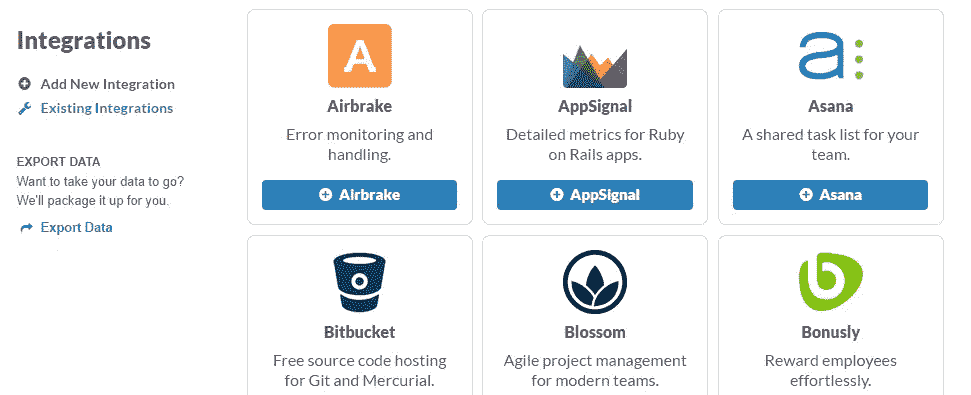 Integrations
Add New Integration
Existing Integrations
EXPORT DATA
Want to take your data to go?
We'll package it up for you.
Export Data
A
Airbrake
Error monitoring and
handling.
Airbrake
AppSignal
Detailed metrics for Ruby
on Rails apps.
AppSignal
a:
Asana
A shared task list for your
team.
Asana
Bitbucket
Free source code hosting
for Git and Mercurial.
Blossom
Agile project management
for modern teams.
b
Bonusly
Reward employees
effortlessly.